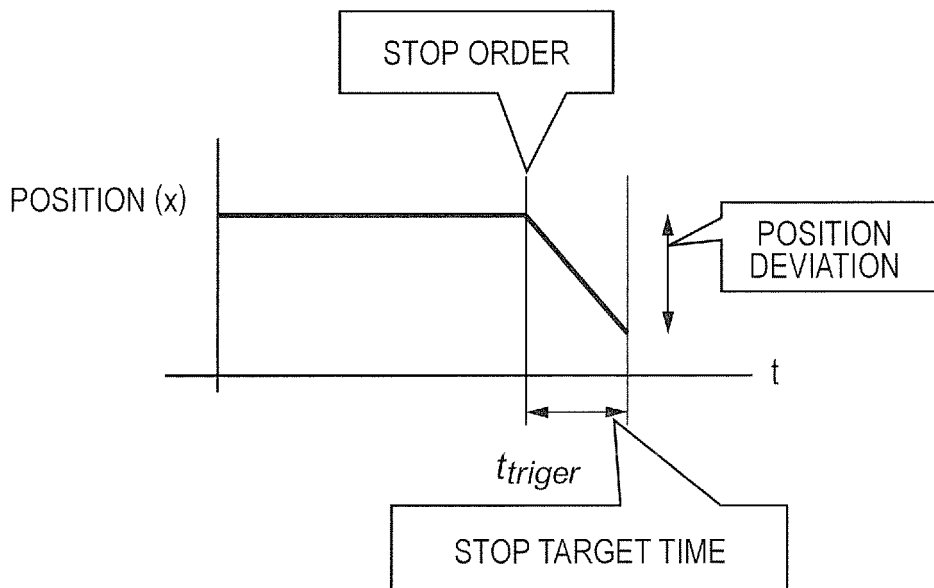 STOP ORDER
POSITION (x)
POSITION
DEVIATION
t
t_triger
STOP TARGET TIME